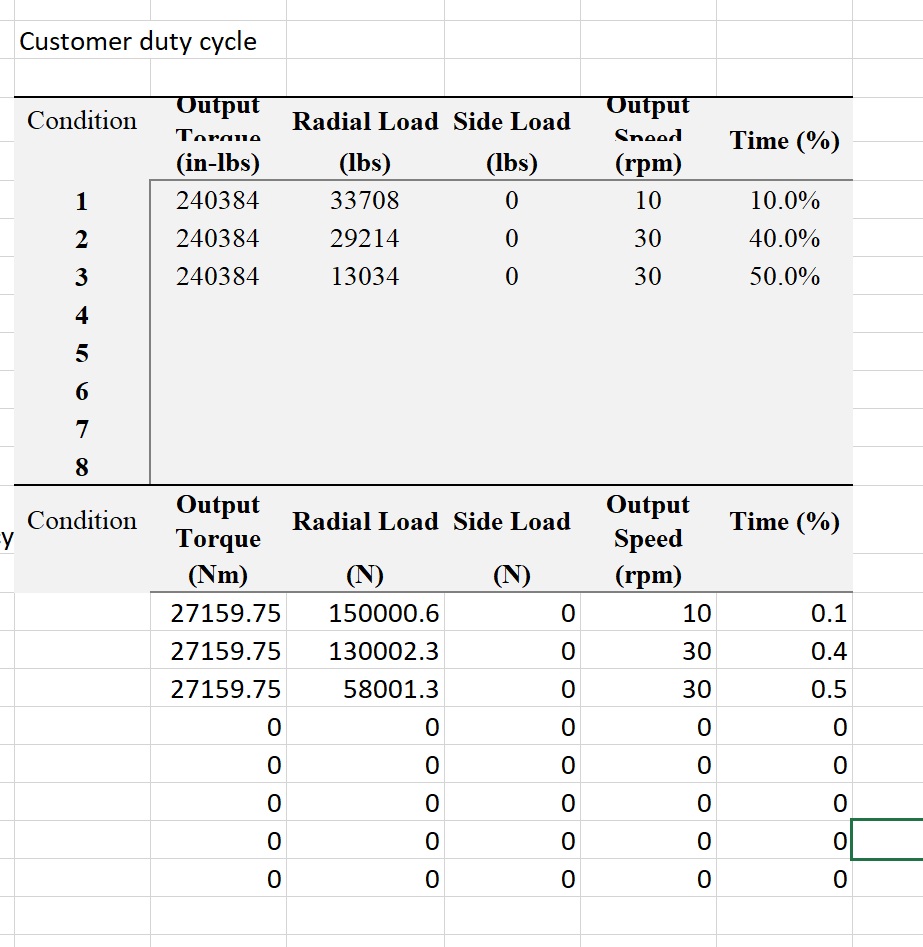 Customer duty cycle
Condition Output Torque Radial Load Side Load Output Speed Time (%)
(in-lbs) (lbs) (lbs) (rpm)
1 240384 33708 0 10 10.0%
2 240384 29214 0 30 40.0%
3 240384 13034 0 30 50.0%
4
5
6
7
8
Condition Output Torque Radial Load Side Load Output Speed Time (%)
y
(Nm) (N) (N) (rpm)
27159.75 150000.6 0 10 0.1
27159.75 130002.3 0 30 0.4
27159.75 58001.3 0 30 0.5
0 0 0 0 0
0 0 0 0 0
0 0 0 0 0
0 0 0 0 0
0 0 0 0 0